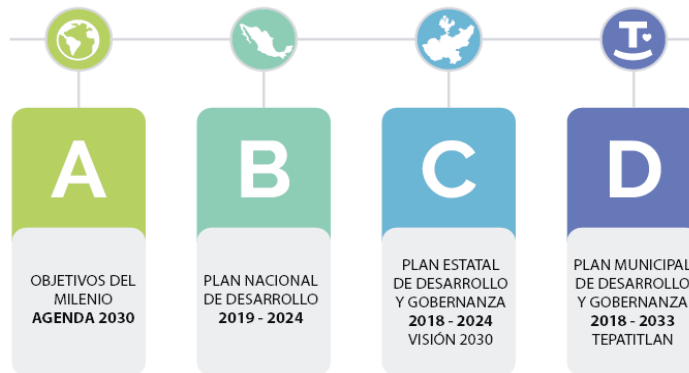 T
A
OBJETIVOS DEL
MILENIO
AGENDA 2030
B
PLAN NACIONAL
DE DESARROLLO
2019 - 2024
C
PLAN ESTATAL
DE DESARROLLO
Y GOBERNANZA
2018 - 2024
VISIÓN 2030
D
PLAN MUNICIPAL
DE DESARROLLO
Y GOBERNANZA
2018 - 2033
TEPATITLAN